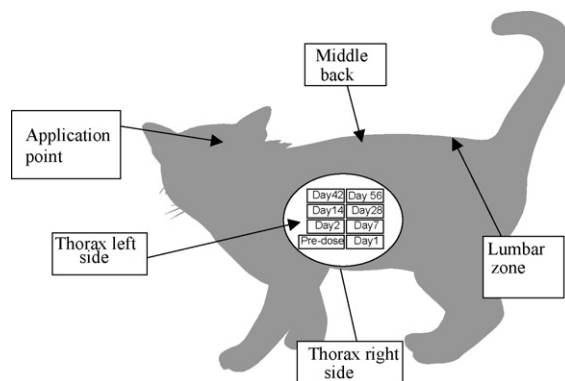 Middle
back
Application
point
Day42 Day 56
Day14 Day28
Day2 Day7
Pre-dose Day1
Thorax left
side
Lumbar
zone
Thorax right
side